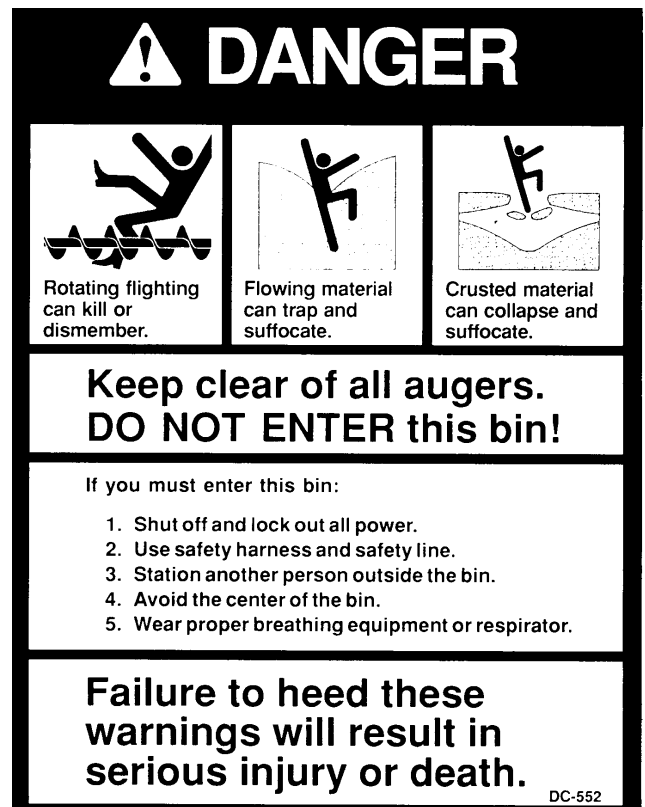 DANGER
Rotating flighting
can kill or
dismember.
Flowing material
can trap and
suffocate.
Crusted material
can collapse and
suffocate.
Keep clear of all augers.
DO NOT ENTER this bin!
If you must enter this bin:
1. Shut off and lock out all power.
2. Use safety harness and safety line.
3. Station another person outside the bin.
4. Avoid the center of the bin.
5. Wear proper breathing equipment or respirator.
Failure to heed these
warnings will result in
serious injury or death.
DC-552